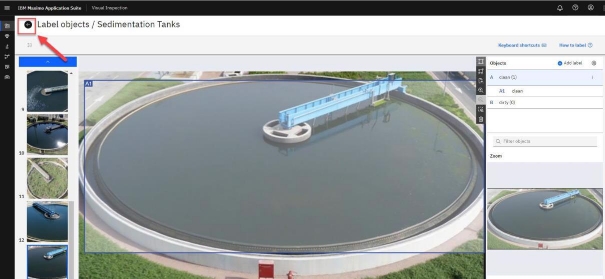 IBM Maximo Application Suite Visual Inspection
Label objects / Sedimentation Tanks
Keyboard shortcuts
How to label
Objects
Add label
A clean (1)
A1 clean
B dirty (0)
Filter objects
Zoom
A1
9
10
11
12